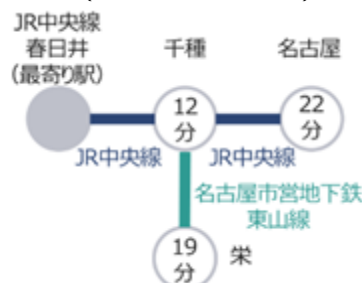 JR中央線
春日井
(最寄り駅)
千種
名古屋
12
分
22
分
JR中央線
JR中央線
名古屋市営地下鉄
東山線
19
分
栄